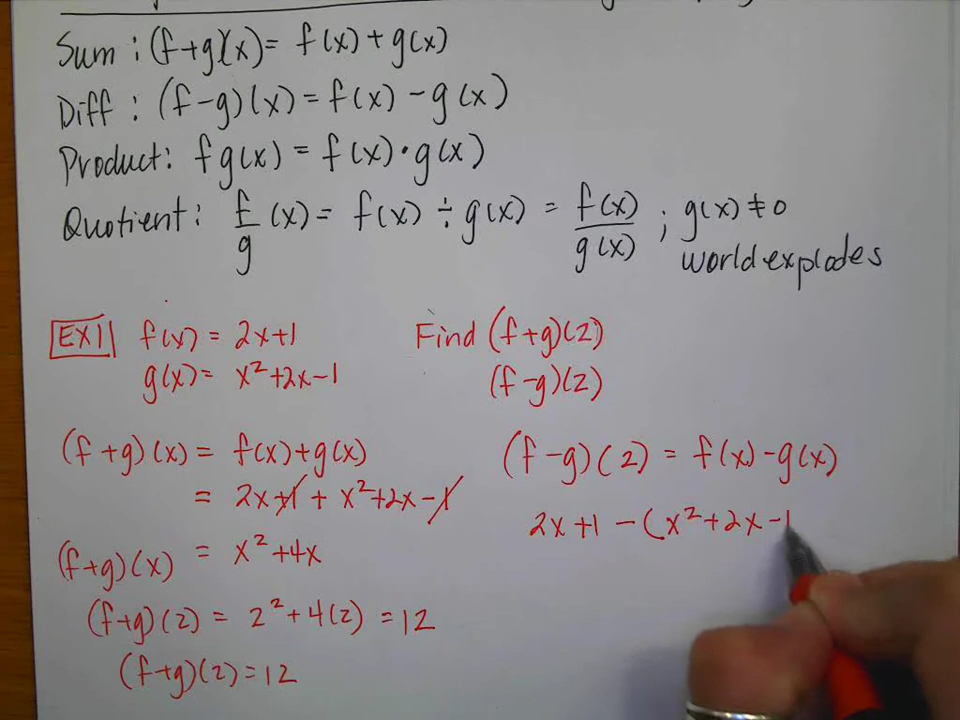 Sum : (f+g)(x) = f(x) + g(x)
Diff : (f-g)(x) = f(x) - g(x)
Product: fg(x) = f(x) • g(x)
Quotient: f/g (x) = f(x) ÷ g(x) = f(x)/g(x) ; g(x) ≠ 0
world explodes
EX1 f(x) = 2x+1
g(x) = x²+2x-1
Find (f+g)(2)
(f-g)(2)
(f+g)(x) = f(x)+g(x)
= 2x+1 + x²+2x-1
(f+g)(x) = x²+4x
(f+g)(2) = 2²+4(2) = 12
(f+g)(2) = 12
(f-g)(2) = f(x)-g(x)
2x+1 -(x²+2x-1